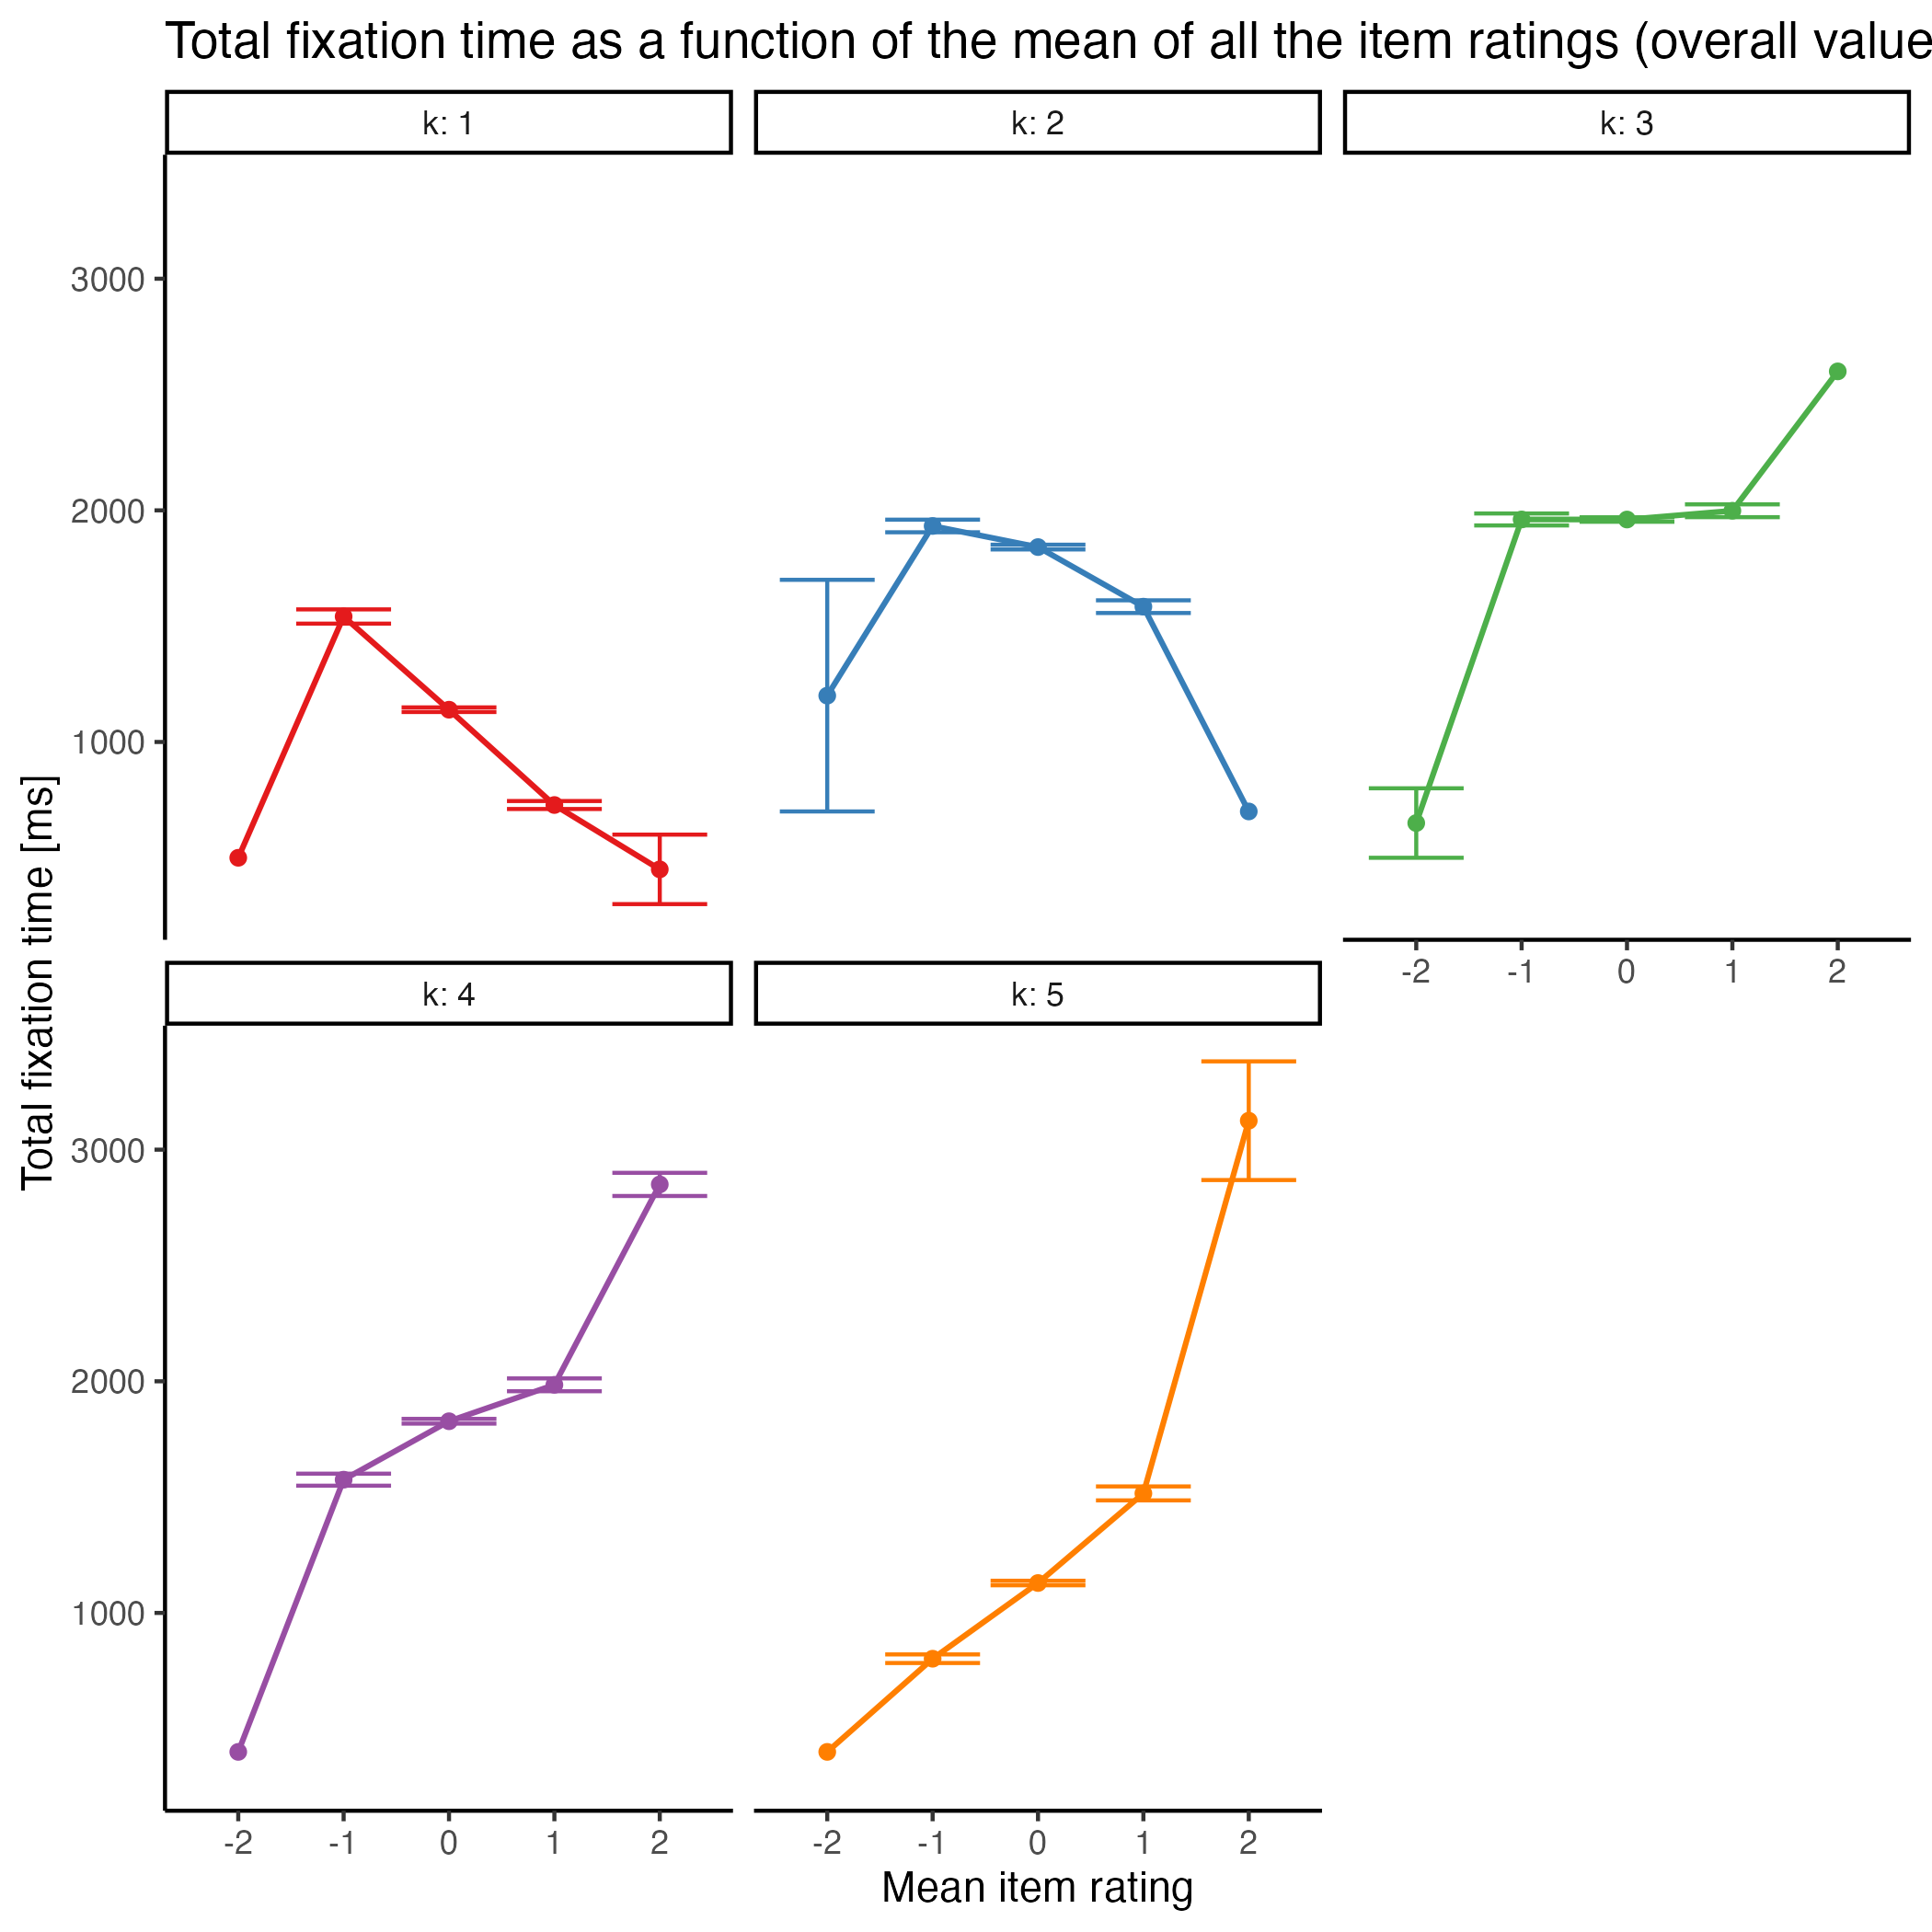 Total fixation time as a function of the mean of all the item ratings (overall value
k: 1
k: 2
k: 3
3000
2000
1000
-2 -1 0 1 2
k: 4
k: 5
3000
2000
1000
-2 -1 0 1 2
-2 -1 0 1 2
Total fixation time [ms]
Mean item rating